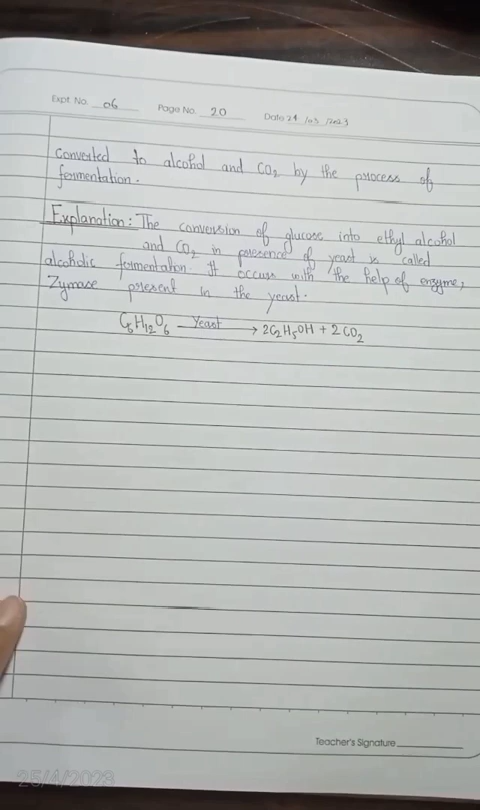 Expt No. 06 Page No. 20 Date 24/03/2023
Converted to alcohol and CO₂ by the process of
fermentation.
Explanation: The conversion of glucose into ethyl alcohol
and CO₂ in presence of yeast is called
alcoholic fermentation. It occurs with the help of enzyme,
Zymase present in the yeast.
C₆H₁₂O₆ Yeast → 2C₂H₅OH + 2CO₂
Teacher's Signature
25/4/2023